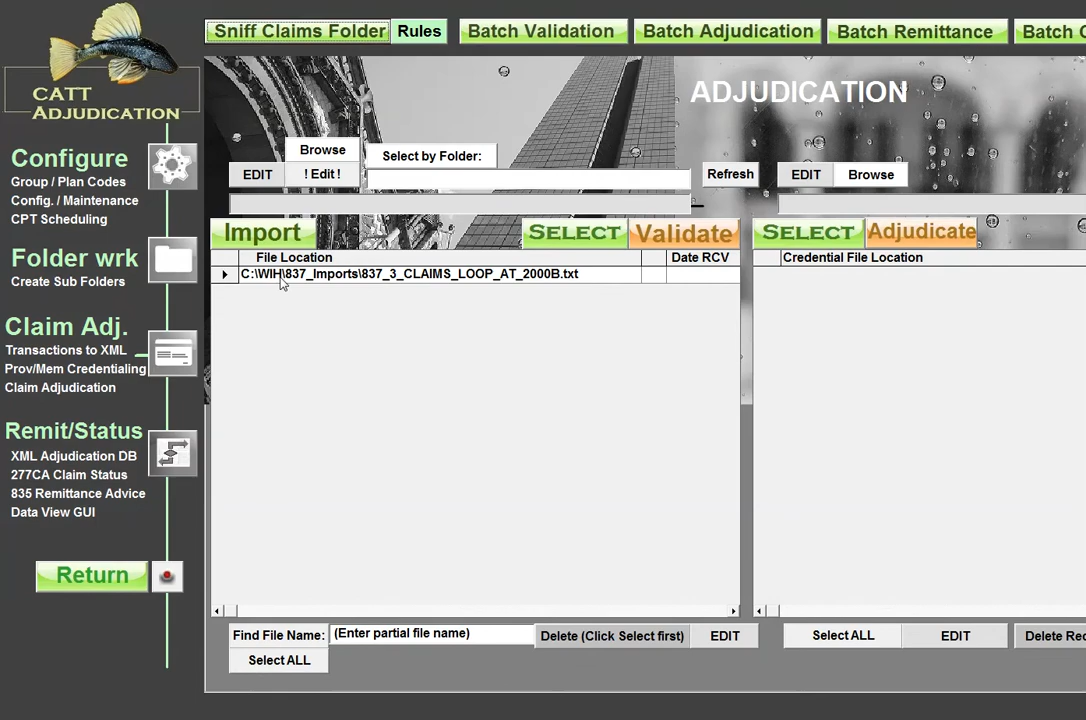 Sniff Claims Folder Rules Batch Validation Batch Adjudication Batch Remittance Batch C
CATT
ADJUDICATION
ADJUDICATION
Browse
Select by Folder:
EDIT ! Edit ! Refresh EDIT Browse
Configure
Group / Plan Codes
Config. / Maintenance
CPT Scheduling
Import SELECT Validate SELECT Adjudicate
File Location Date RCV Credential File Location
C:\WIH\837_Imports\837_3_CLAIMS_LOOP_AT_2000B.txt
Folder wrk
Create Sub Folders
Claim Adj.
Transactions to XML
Prov/Mem Credentialing
Claim Adjudication
Remit/Status
XML Adjudication DB
277CA Claim Status
835 Remittance Advice
Data View GUI
Return
Find File Name: (Enter partial file name) Delete (Click Select first) EDIT Select ALL EDIT Delete Rec
Select ALL